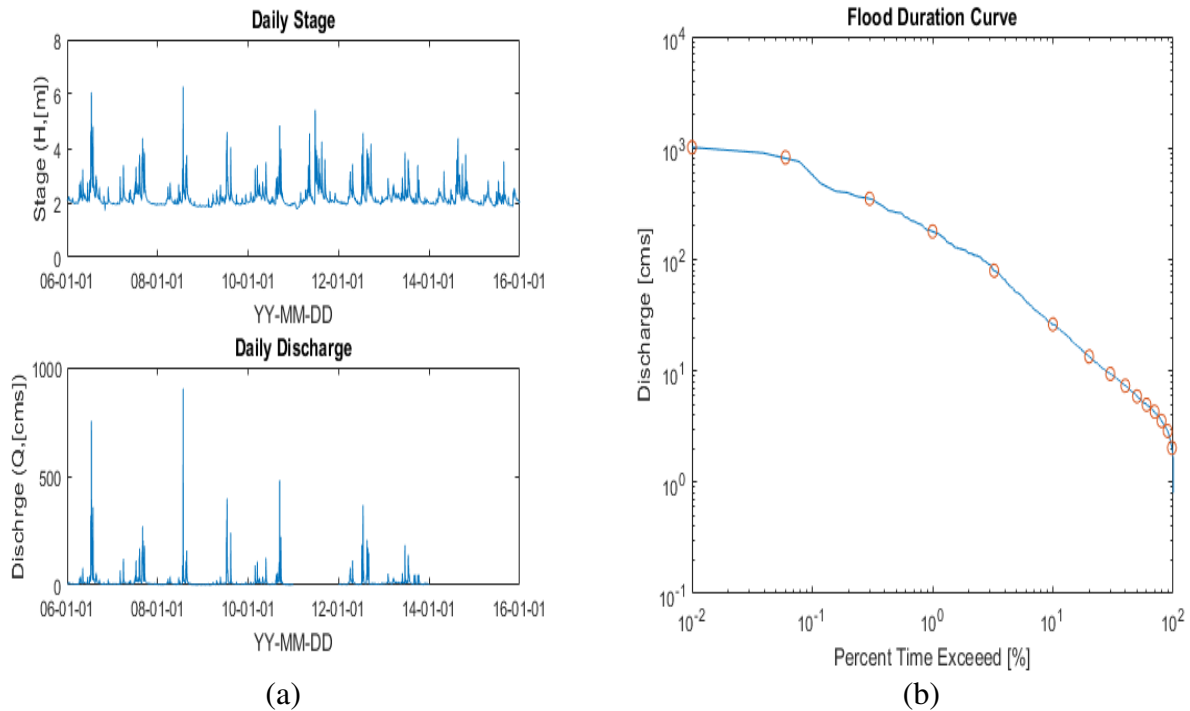 Daily Stage
Stage (H,[m])
8
6
4
2
0
06-01-01 08-01-01 10-01-01 12-01-01 14-01-01 16-01-01
YY-MM-DD
Daily Discharge
Dischrge (Q,[cms])
1000
500
0
06-01-01 08-01-01 10-01-01 12-01-01 14-01-01 16-01-01
YY-MM-DD
(a)
Flood Duration Curve
Discharge [cms]
10^4
10^3
10^2
10^1
10^0
10^-1
10^-2 10^-1 10^0 10^1 10^2
Percent Time Exceeed [%]
(b)